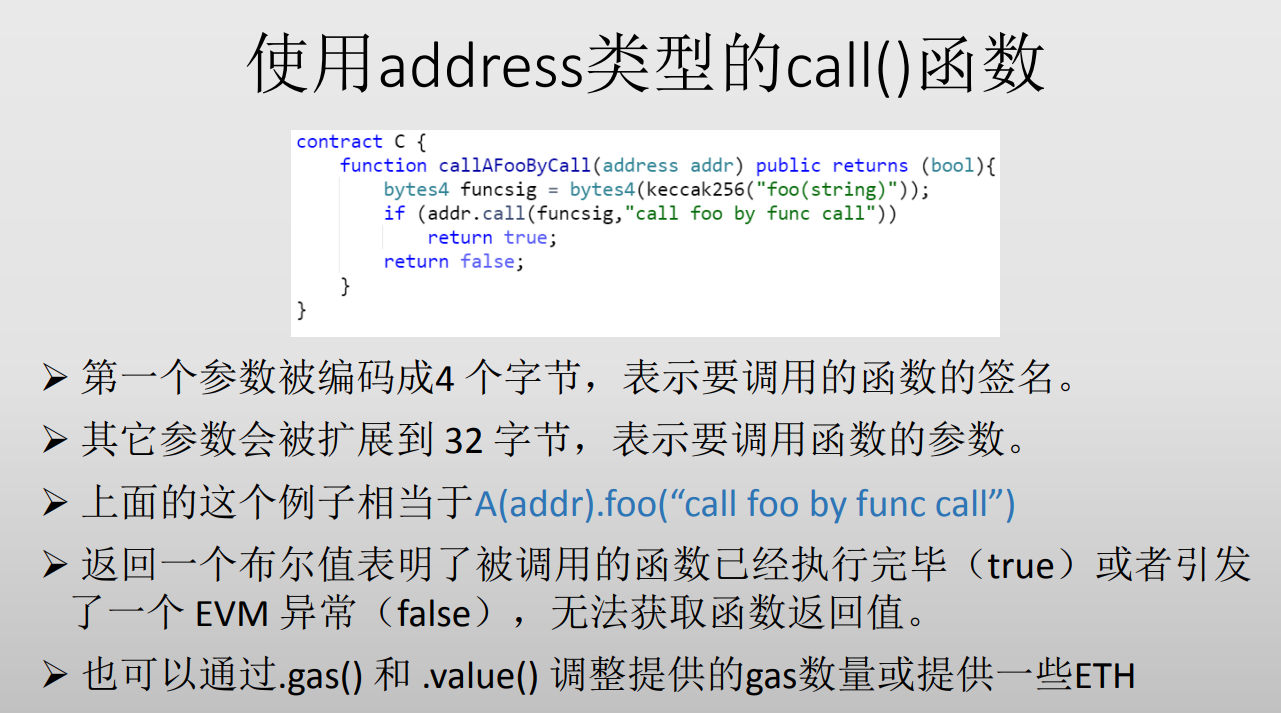 使用address类型的call()函数
contract C {
function callAFooByCall(address addr) public returns (bool){
bytes4 funcsig = bytes4(keccak256("foo(string)"));
if (addr.call(funcsig,"call foo by func call"))
return true;
return false;
}
}
➢ 第一个参数被编码成4 个字节，表示要调用的函数的签名。
➢ 其它参数会被扩展到 32 字节，表示要调用函数的参数。
➢ 上面的这个例子相当于A(addr).foo(“call foo by func call”)
➢ 返回一个布尔值表明了被调用的函数已经执行完毕（true）或者引发
了一个 EVM 异常（false），无法获取函数返回值。
➢ 也可以通过.gas() 和 .value() 调整提供的gas数量或提供一些ETH